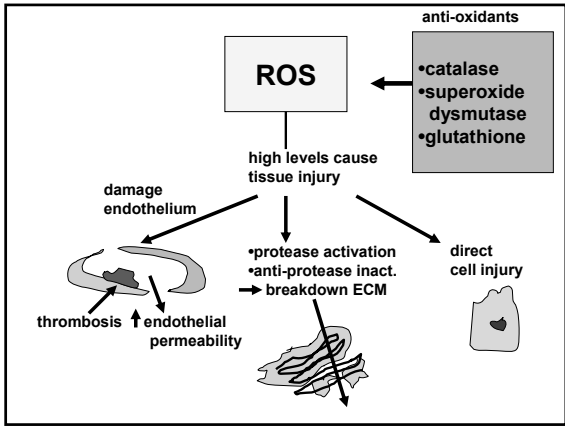 anti-oxidants
ROS
•catalase
•superoxide
dysmutase
•glutathione
high levels cause
tissue injury
damage
endothelium
•protease activation
•anti-protease inact.
breakdown ECM
direct
cell injury
thrombosis
endothelial
permeability